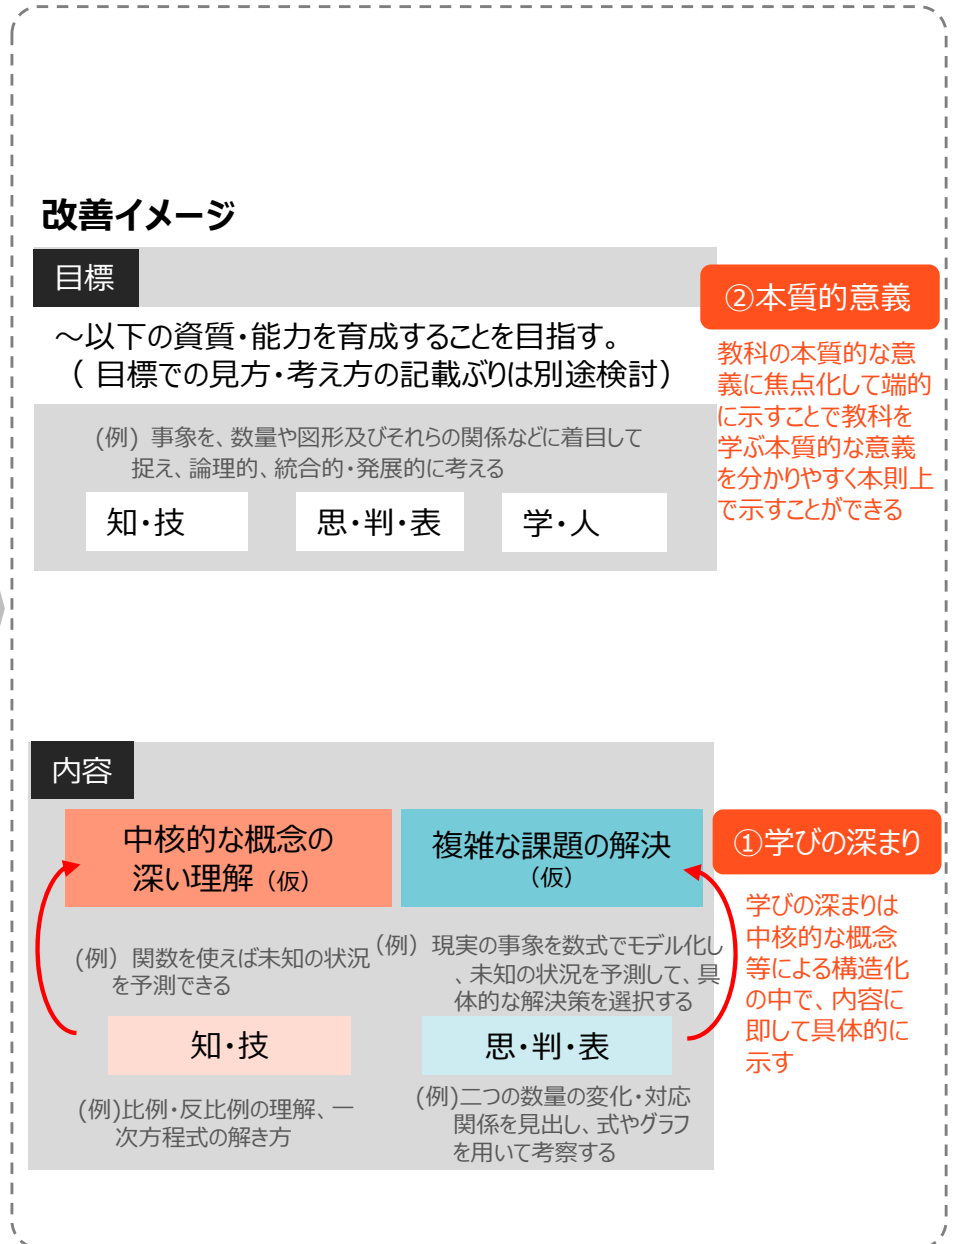 改善イメージ
目標
～以下の資質・能力を育成することを目指す。
（ 目標での見方・考え方の記載ぶりは別途検討）
(例) 事象を、数量や図形及びそれらの関係などに着目して
捉え、論理的、統合的・発展的に考える
知・技
思・判・表
学・人
②本質的意義
教科の本質的な意
義に焦点化して端的
に示すことで教科を
学ぶ本質的な意義
を分かりやすく本則上
で示すことができる
内容
中核的な概念の
深い理解（仮）
(例) 関数を使えば未知の状況
を予測できる
知・技
(例)比例・反比例の理解、一
次方程式の解き方
複雑な課題の解決
（仮）
(例) 現実の事象を数式でモデル化し
、未知の状況を予測して、具
体的な解決策を選択する
思・判・表
(例)二つの数量の変化・対応
関係を見出し、式やグラフ
を用いて考察する
①学びの深まり
学びの深まりは
中核的な概念
等による構造化
の中で、内容に
即して具体的に
示す